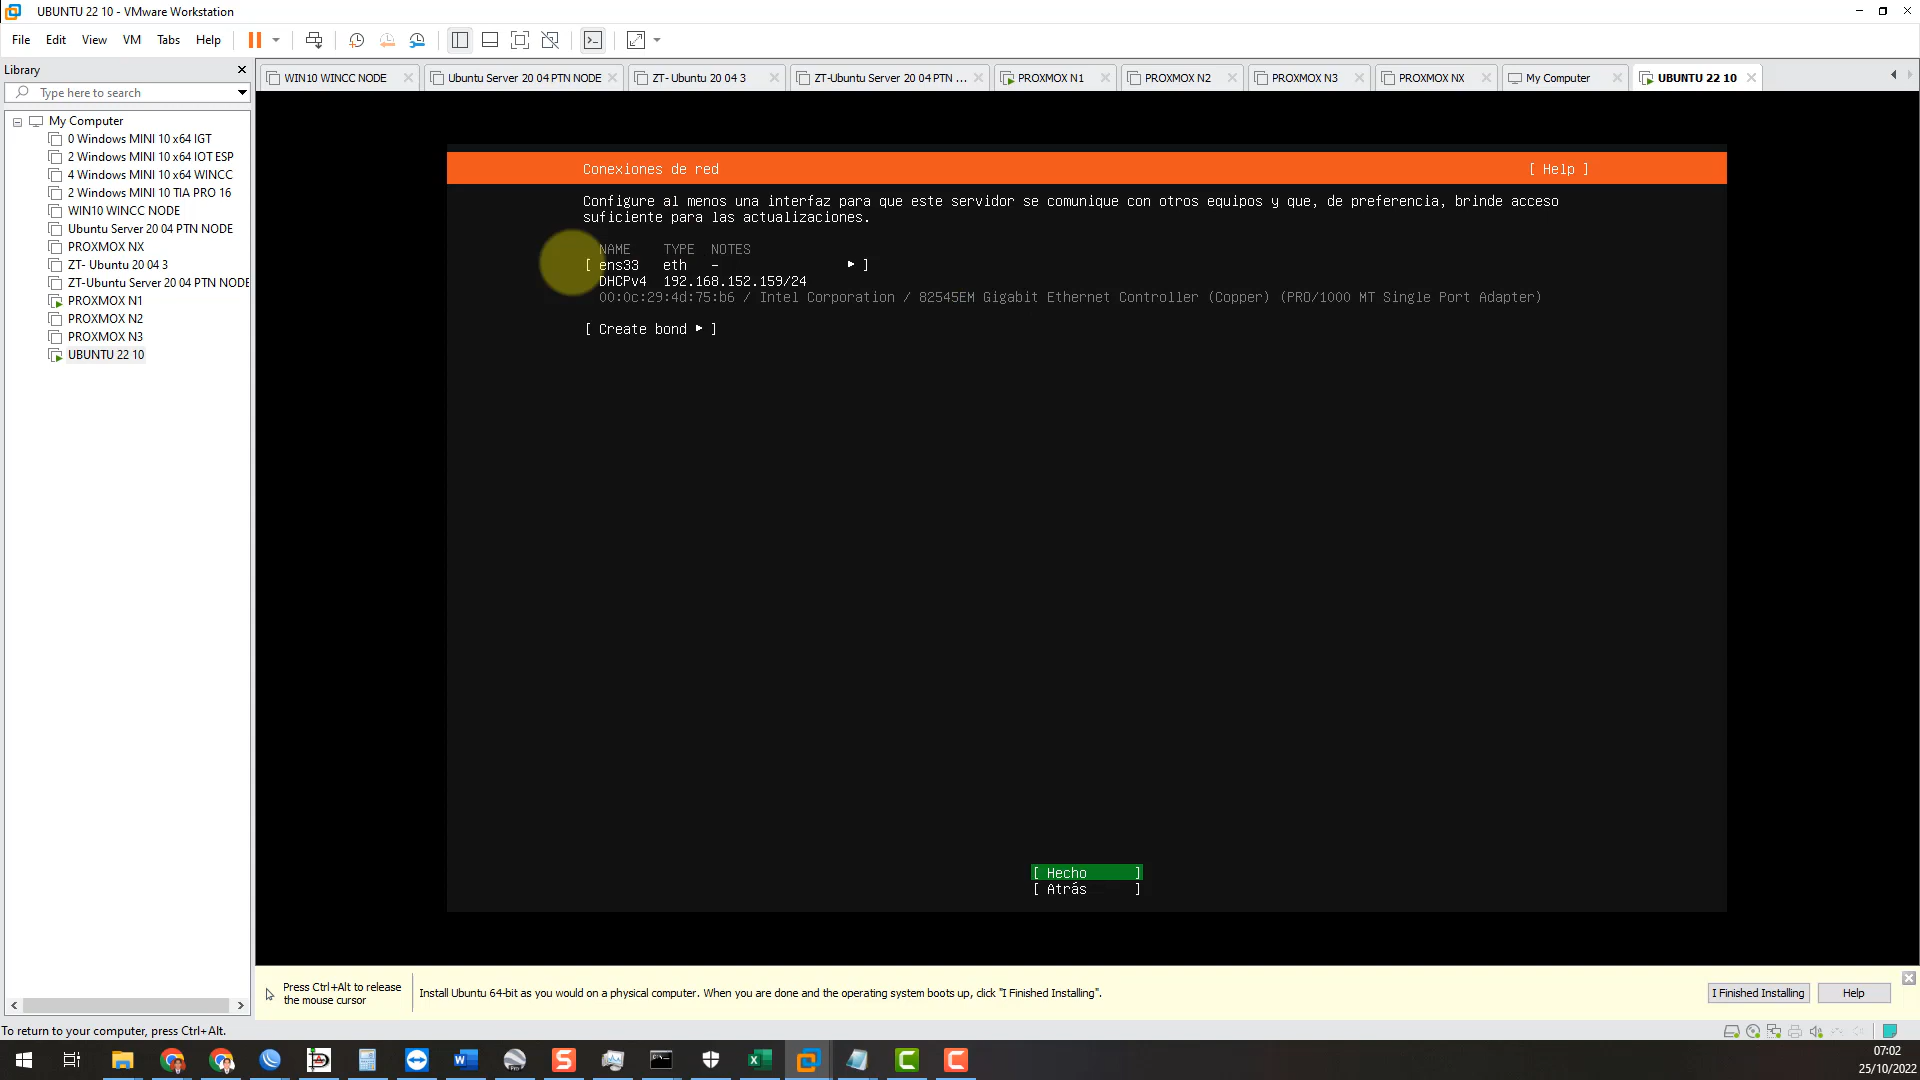 UBUNTU 22 10 - VMware Workstation
File Edit View VM Tabs Help
Library
Type here to search
My Computer
0 Windows MINI 10 x64 IGT
2 Windows MINI 10 x64 IOT ESP
4 Windows MINI 10 x64 WINCC
2 Windows MINI 10 TIA PRO 16
WIN10 WINCC NODE
Ubuntu Server 20 04 PTN NODE
PROXMOX NX
ZT- Ubuntu 20 04 3
ZT-Ubuntu Server 20 04 PTN NODE
PROXMOX N1
PROXMOX N2
PROXMOX N3
UBUNTU 22 10
WIN10 WINCC NODE
Ubuntu Server 20 04 PTN NODE
ZT- Ubuntu 20 04 3
ZT-Ubuntu Server 20 04 PTN ...
PROXMOX N1
PROXMOX N2
PROXMOX N3
PROXMOX NX
My Computer
UBUNTU 22 10
Conexiones de red [ Help ]
Configure al menos una interfaz para que este servidor se comunique con otros equipos y que, de preferencia, brinde acceso
suficiente para las actualizaciones.
NAME TYPE NOTES
[ ens33 eth – ▸ ]
DHCPv4 192.168.152.159/24
00:0c:29:4d:75:b6 / Intel Corporation / 82545EM Gigabit Ethernet Controller (Copper) (PRO/1000 MT Single Port Adapter)
[ Create bond ▸ ]
[ Hecho ]
[ Atrás ]
Press Ctrl+Alt to release
the mouse cursor
Install Ubuntu 64-bit as you would on a physical computer. When you are done and the operating system boots up, click "I Finished Installing".
I Finished Installing
Help
To return to your computer, press Ctrl+Alt.
07:02
25/10/2022